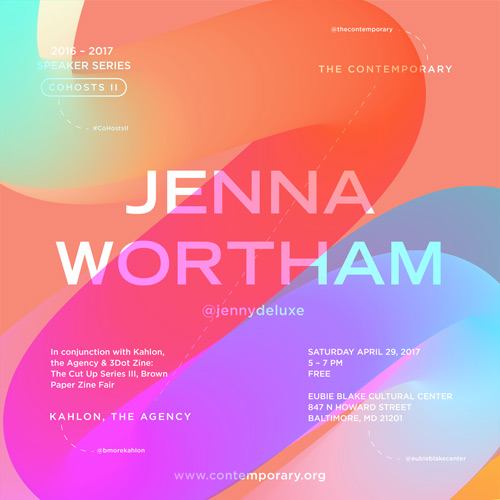 @thecontemporary
2016 – 2017
SPEAKER SERIES
THE CONTEMPORARY
COHOSTS II
#CoHostsII
JENNA
WORTHAM
@jennydeluxe
In conjunction with Kahlon,
the Agency & 3Dot Zine:
The Cut Up Series III, Brown
Paper Zine Fair
KAHLON, THE AGENCY
@bmorekahlon
SATURDAY APRIL 29, 2017
5 – 7 PM
FREE
EUBIE BLAKE CULTURAL CENTER
847 N HOWARD STREET
BALTIMORE, MD 21201
@eubieblakecenter
www.contemporary.org